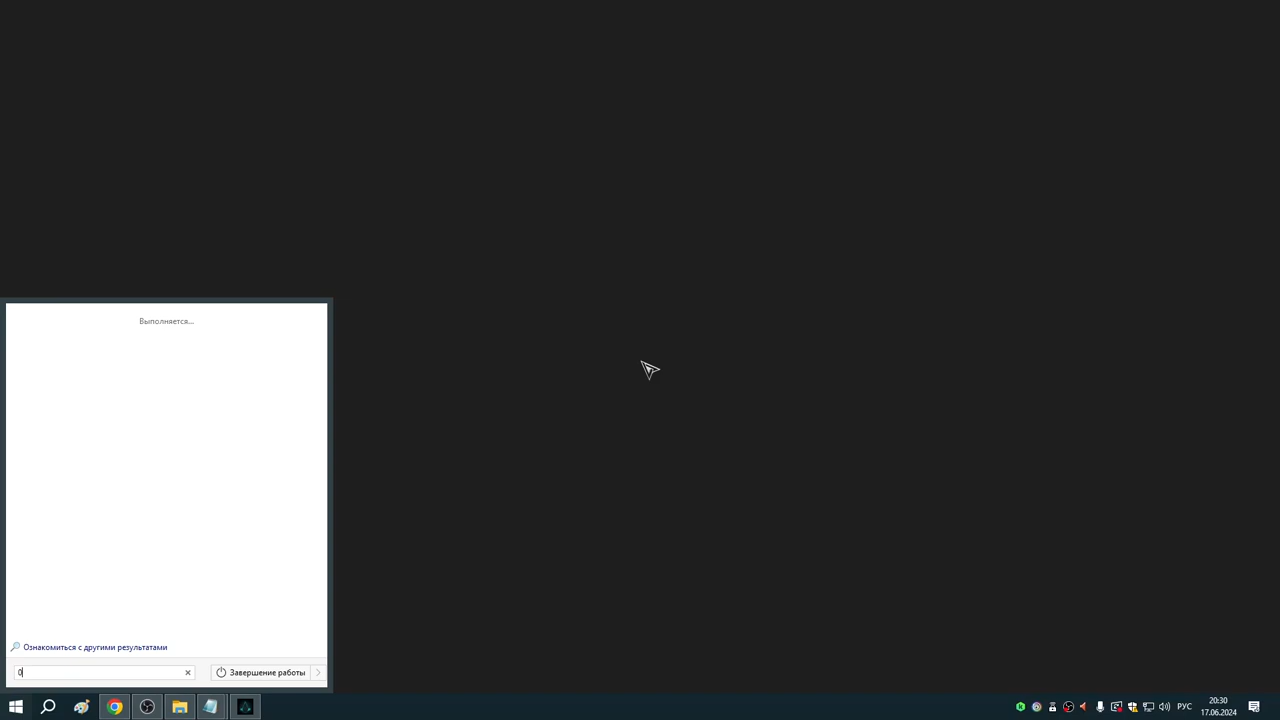 Выполняется...
Ознакомиться с другими результатами
0
Завершение работы
РУС
20:30
17.06.2024